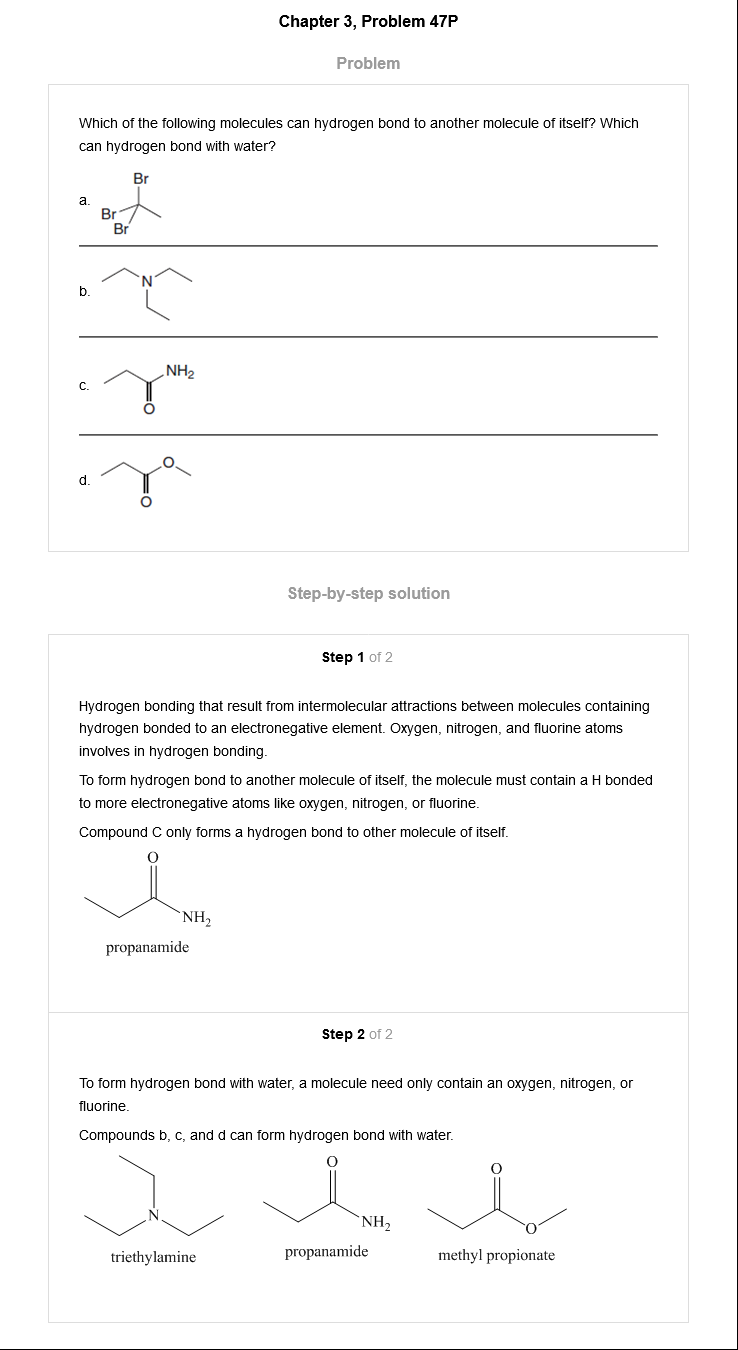 Chapter 3, Problem 47P
Problem
Which of the following molecules can hydrogen bond to another molecule of itself? Which
can hydrogen bond with water?
Br
a.
Br
Br
N
b.
NH₂
c.
O
O
d.
O
Step-by-step solution
Step 1 of 2
Hydrogen bonding that result from intermolecular attractions between molecules containing
hydrogen bonded to an electronegative element. Oxygen, nitrogen, and fluorine atoms
involves in hydrogen bonding.
To form hydrogen bond to another molecule of itself, the molecule must contain a H bonded
to more electronegative atoms like oxygen, nitrogen, or fluorine.
Compound C only forms a hydrogen bond to other molecule of itself.
O
NH₂
propanamide
Step 2 of 2
To form hydrogen bond with water, a molecule need only contain an oxygen, nitrogen, or
fluorine.
Compounds b, c, and d can form hydrogen bond with water.
N
triethylamine
O
NH₂
propanamide
O
O
methyl propionate